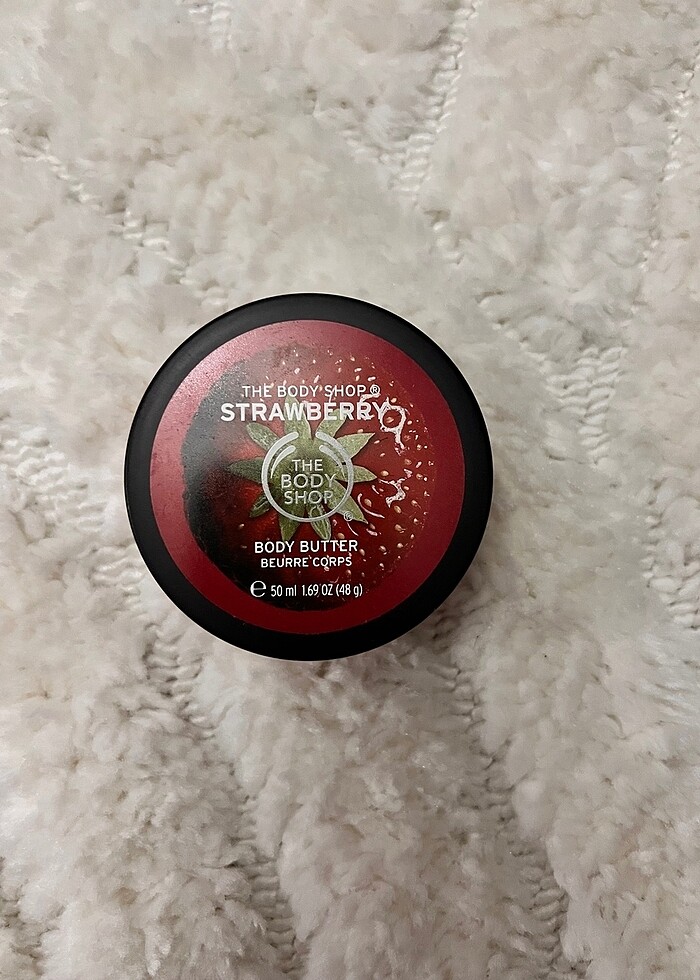 THE BODY SHOP®
STRAWBERRY
THE
BODY
SHOP®
BODY BUTTER
BEURRE CORPS
℮ 50 ml 1.69 OZ (48 g)